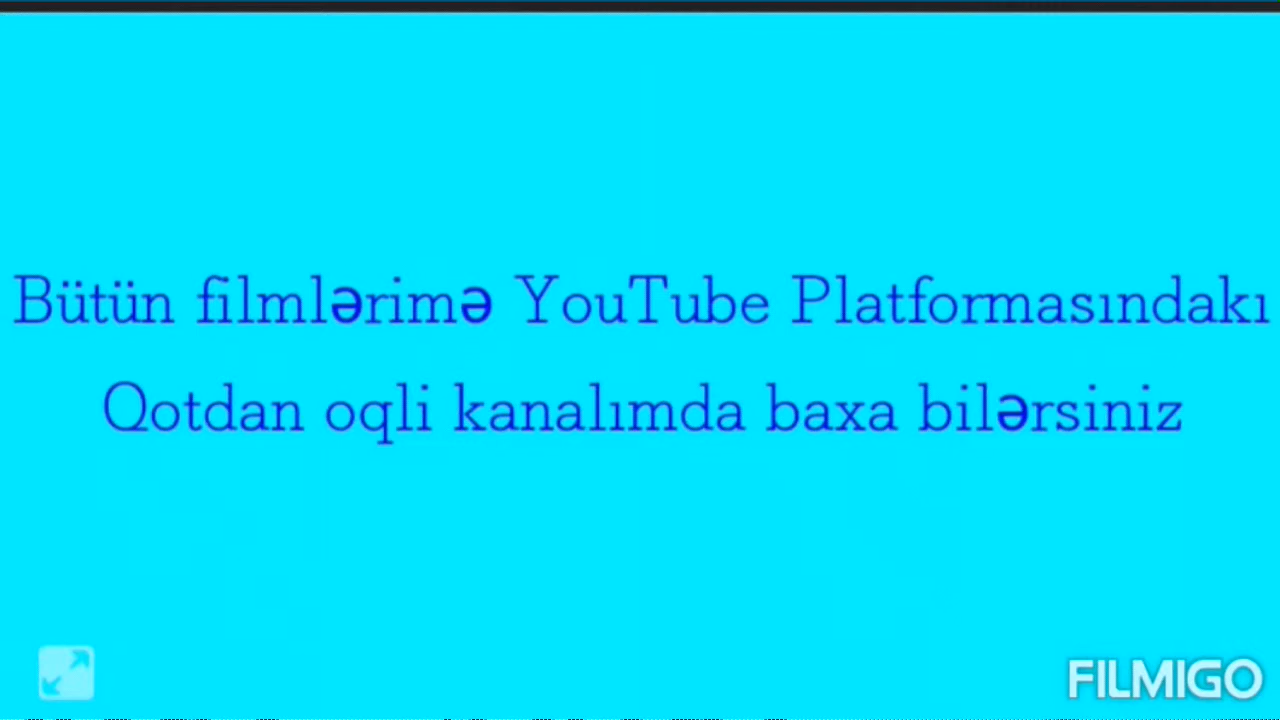 Bütün filmlərimə YouTube Platformasındakı
Qotdan oqli kanalımda baxa bilərsiniz
FILMIGO